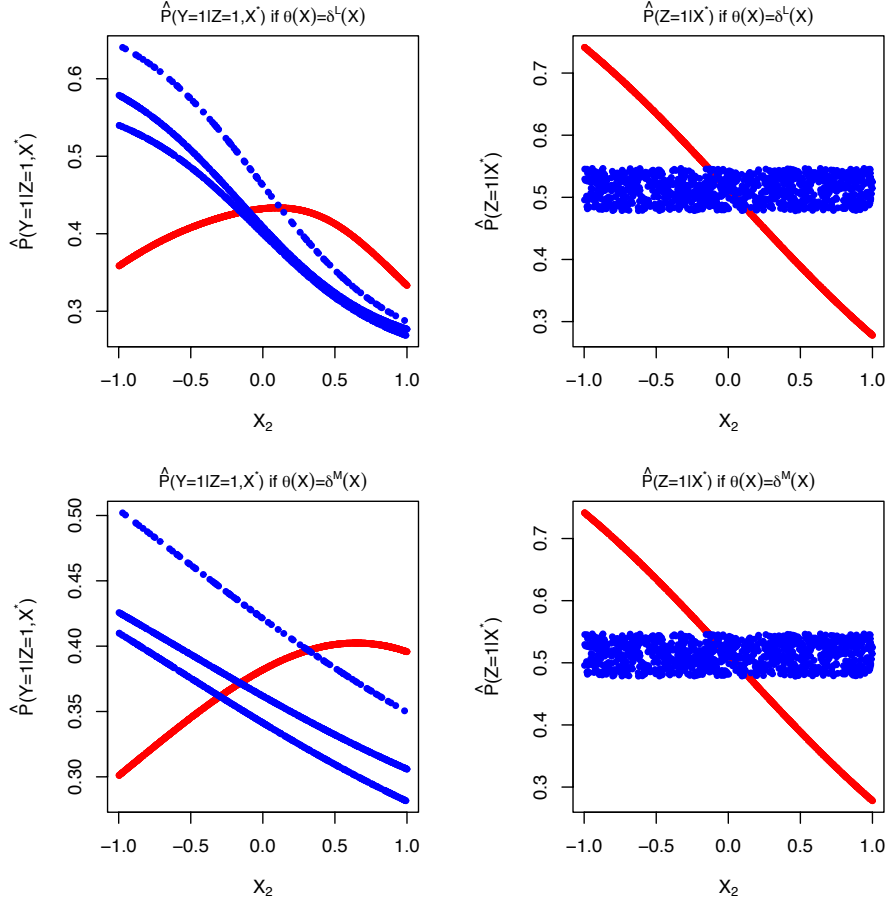 P̂(Y=1|Z=1,X*) if θ(X)=δᴸ(X)
P̂(Y=1|Z=1,X*)
0.6
0.5
0.4
0.3
−1.0 −0.5 0.0 0.5 1.0
X₂
P̂(Z=1|X*) if θ(X)=δᴸ(X)
P̂(Z=1|X*)
0.7
0.6
0.5
0.4
0.3
−1.0 −0.5 0.0 0.5 1.0
X₂
P̂(Y=1|Z=1,X*) if θ(X)=δᴹ(X)
P̂(Y=1|Z=1,X*)
0.50
0.45
0.40
0.35
0.30
−1.0 −0.5 0.0 0.5 1.0
X₂
P̂(Z=1|X*) if θ(X)=δᴹ(X)
P̂(Z=1|X*)
0.7
0.6
0.5
0.4
0.3
−1.0 −0.5 0.0 0.5 1.0
X₂